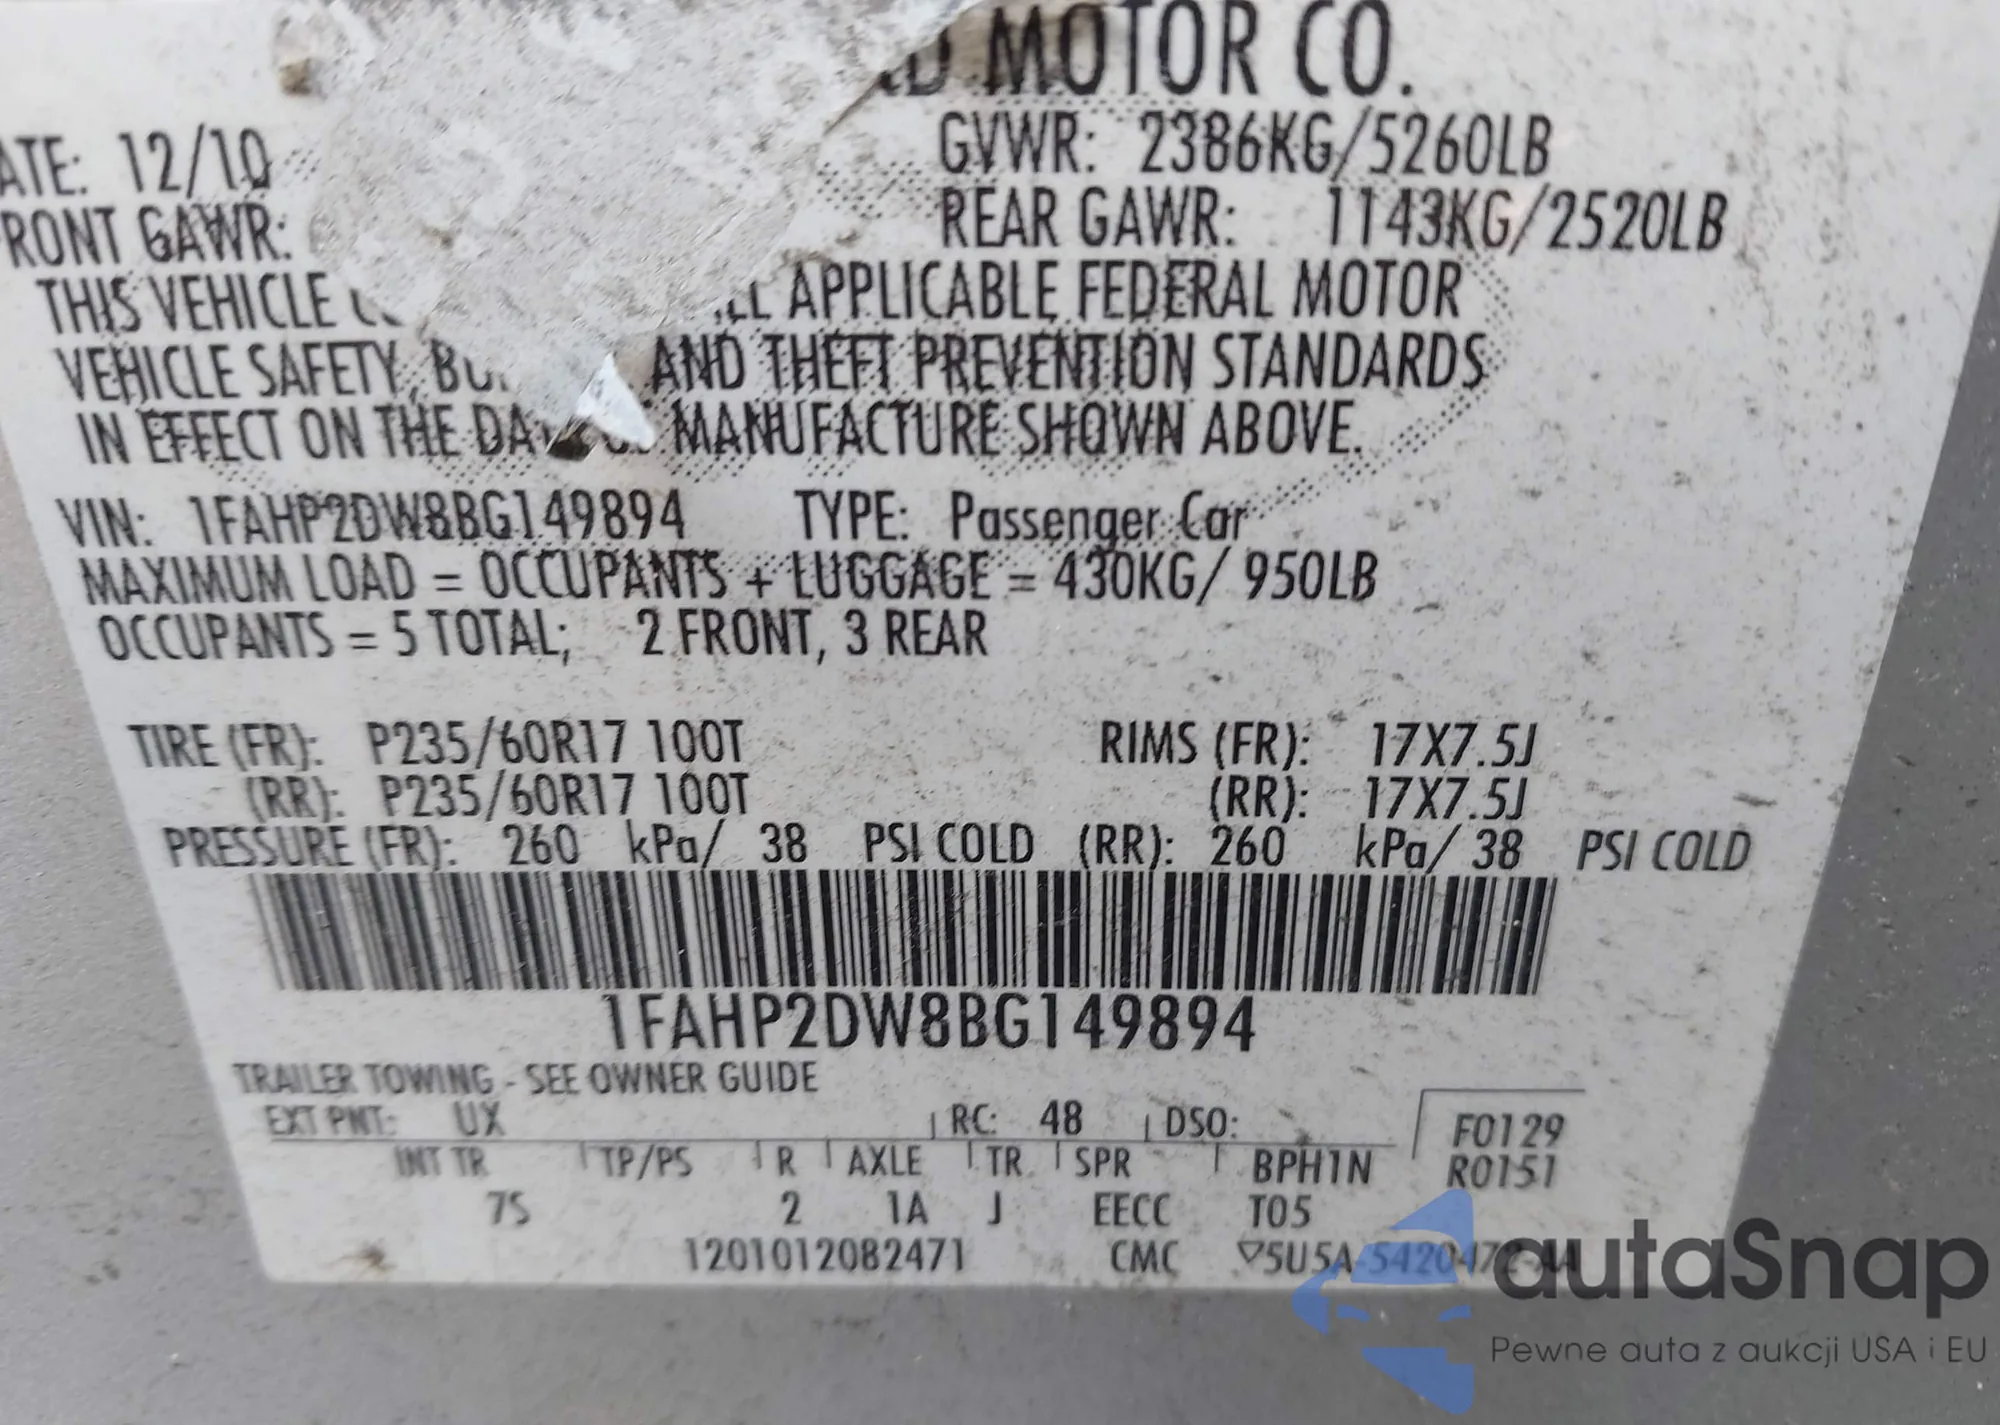 MOTOR CO.
ATE: 12/10 GVWR: 2386KG/5260LB
RONT GAWR: REAR GAWR: 1143KG/2520LB
THIS VEHICLE APPLICABLE FEDERAL MOTOR
VEHICLE SAFETY, AND THEFT PREVENTION STANDARDS
IN EFFECT ON THE MANUFACTURE SHOWN ABOVE.
VIN: 1FAHP2DW8BG149894 TYPE: Passenger Car
MAXIMUM LOAD = OCCUPANTS + LUGGAGE = 430KG/ 950LB
OCCUPANTS = 5 TOTAL; 2 FRONT, 3 REAR
TIRE (FR): P235/60R17 100T RIMS (FR): 17X7.5J
(RR): P235/60R17 100T (RR): 17X7.5J
PRESSURE (FR): 260 kPa/ 38 PSI COLD (RR): 260 kPa/ 38 PSI COLD
1FAHP2DW8BG149894
TRAILER TOWING - SEE OWNER GUIDE
EXT PNT: UX RC: 48 DSO: F0129
INT TR TP/PS R AXLE TR SPR BPH1N R0151
7S 2 1A J EECC T05
1201012082471 CMC ▽5U5A-5420472-AA
autaSnap
Pewne auta z aukcji USA i EU